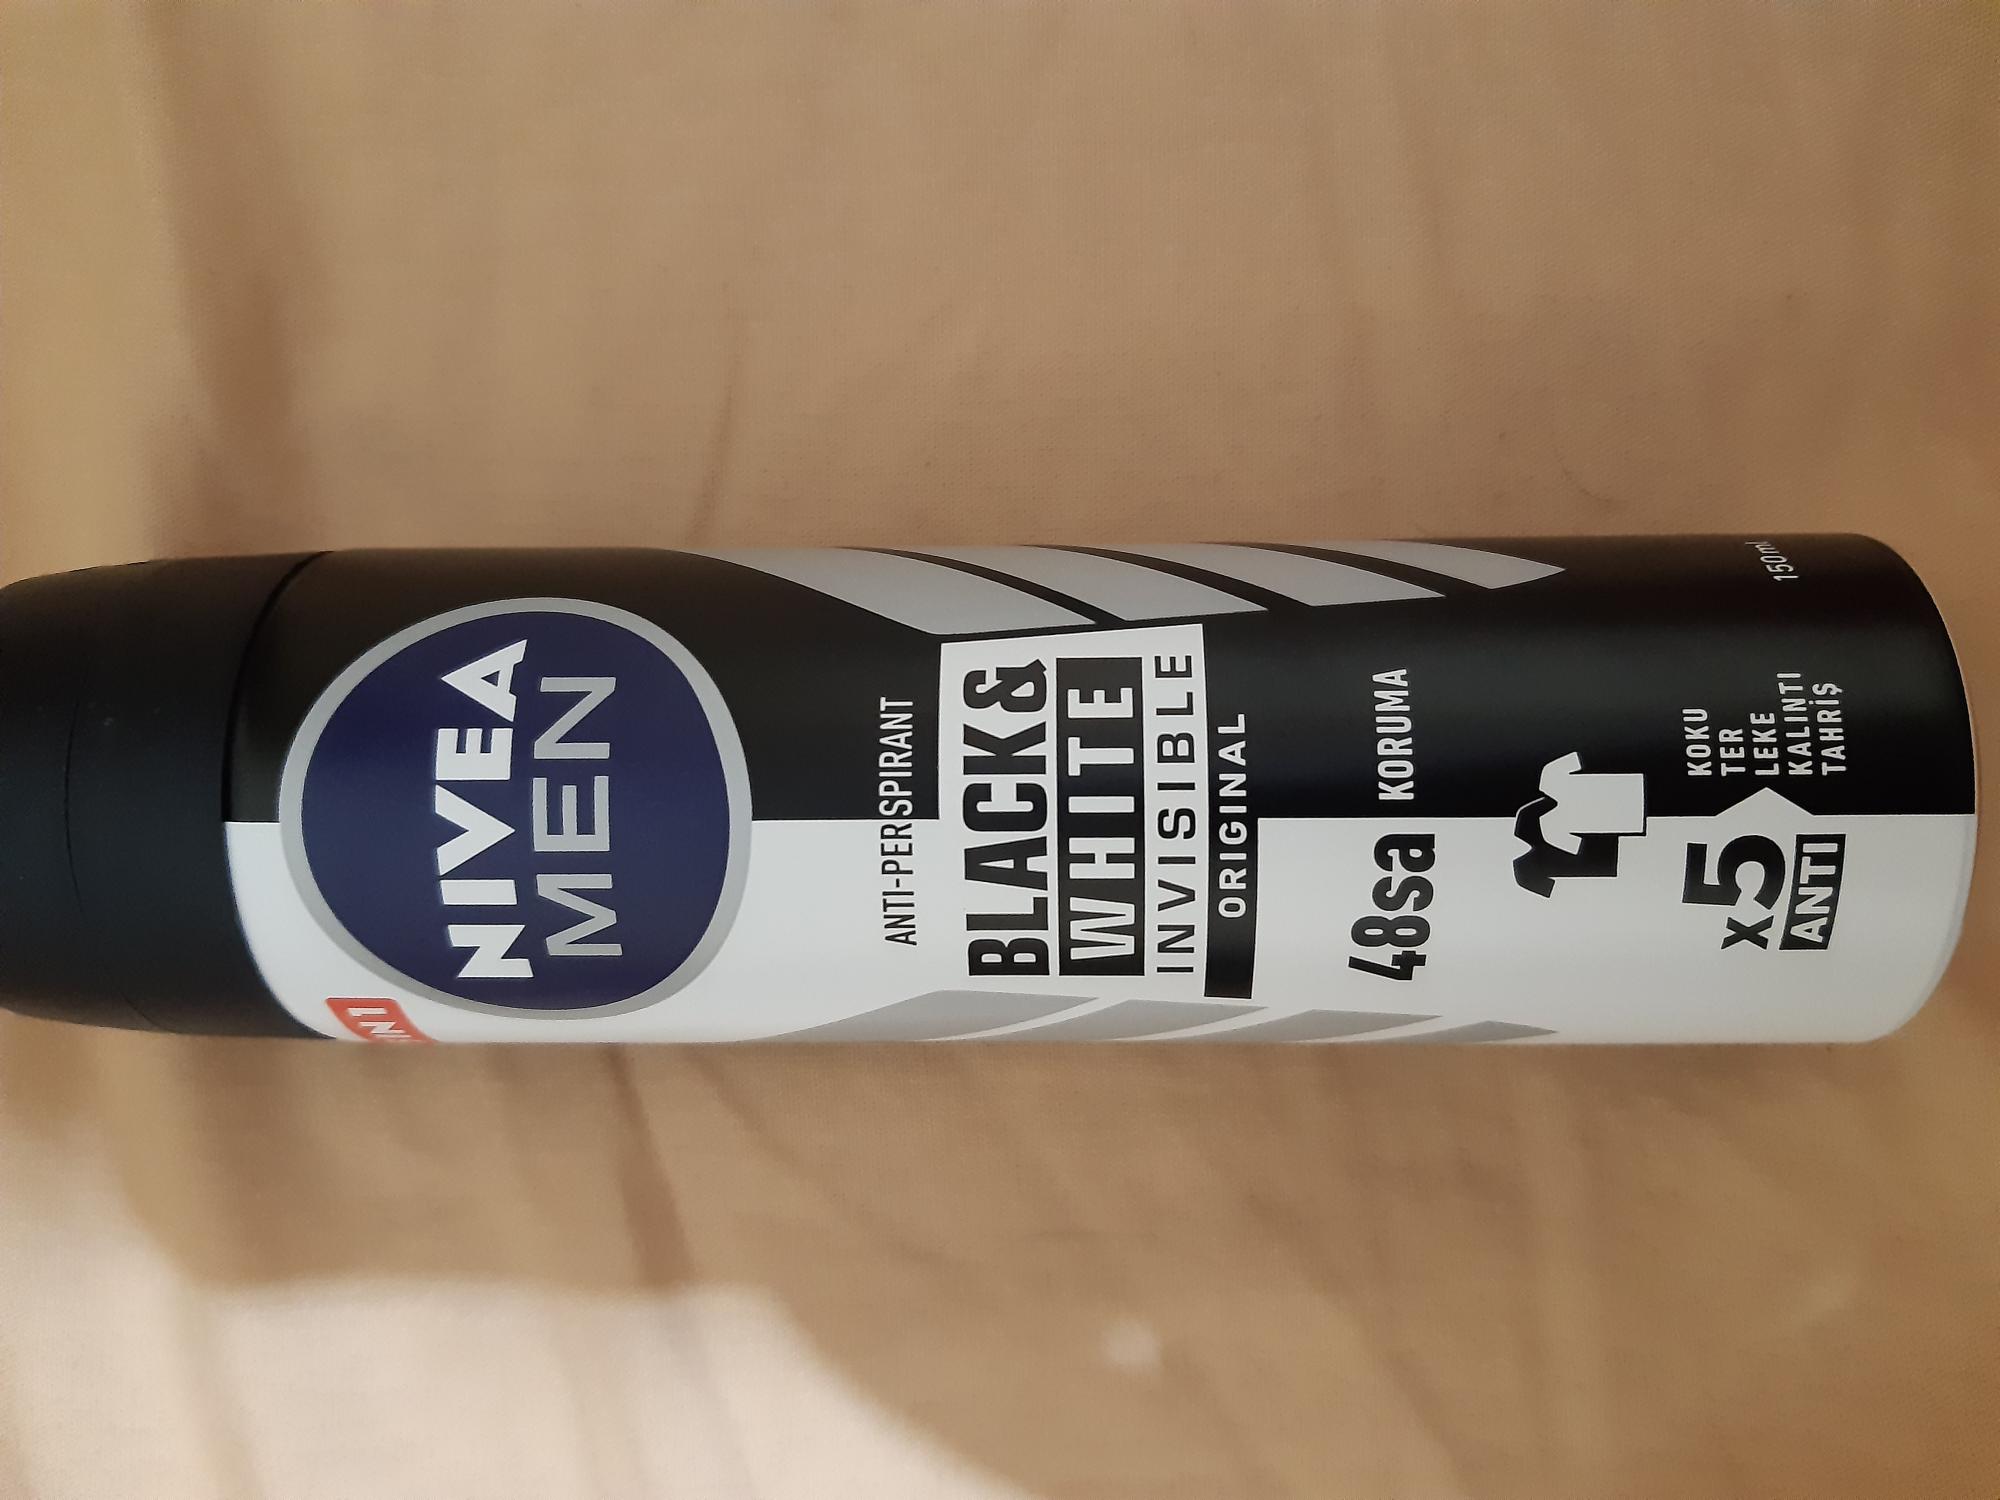 NIVEA
MEN
ANTI-PERSPIRANT
BLACK&
WHITE
INVISIBLE
ORIGINAL
48sa KORUMA
x5
ANTI
KOKU
TER
LEKE
KALINTI
TAHRİŞ
150ml